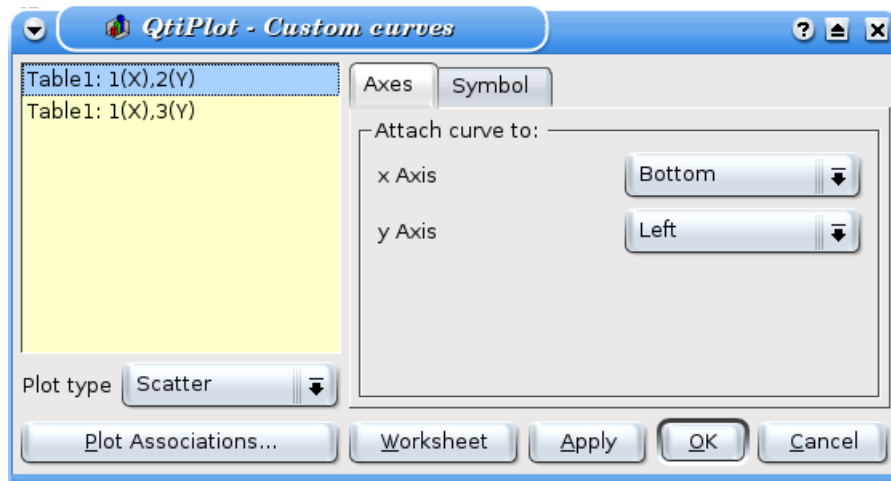 QtiPlot - Custom curves
Table1: 1(X),2(Y)
Table1: 1(X),3(Y)
Axes
Symbol
Attach curve to:
x Axis
Bottom
y Axis
Left
Plot type
Scatter
Plot Associations...
Worksheet
Apply
OK
Cancel